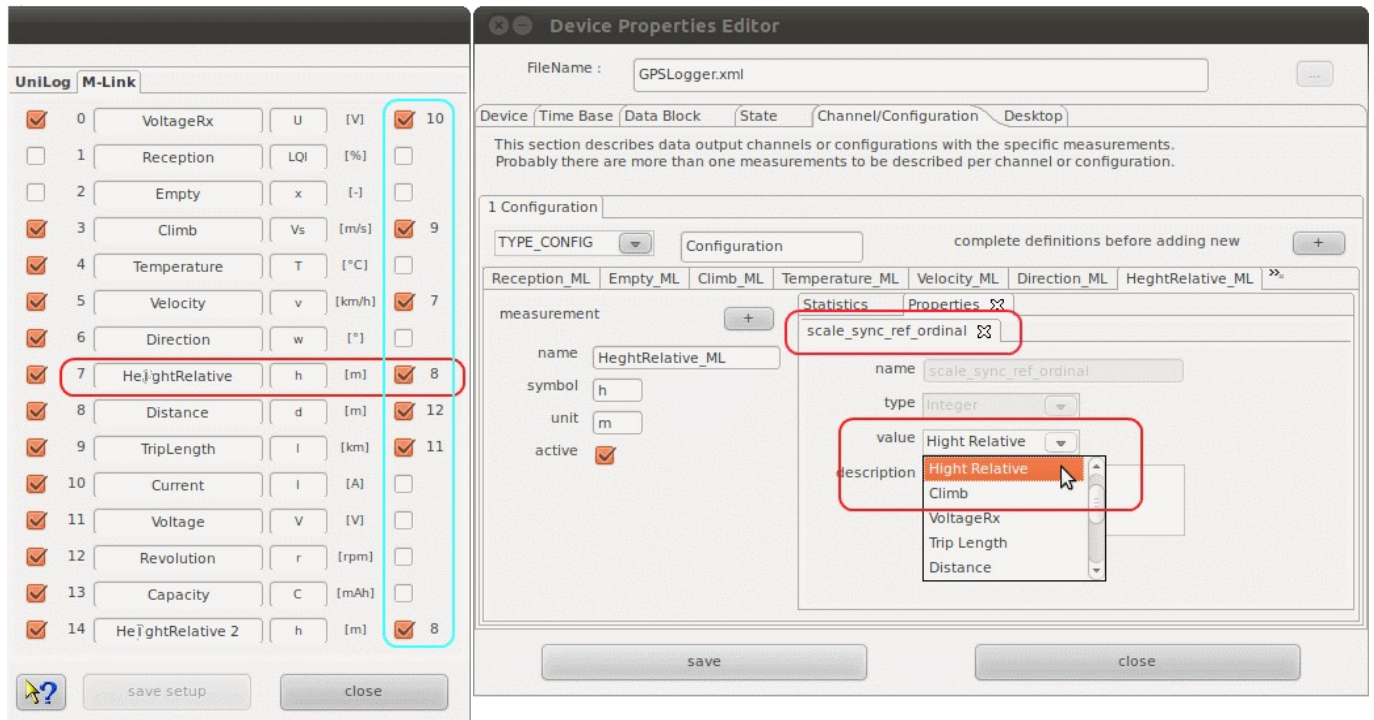 UniLog M-Link
0 VoltageRx U [V] 10
1 Reception LQI [%]
2 Empty x [-]
3 Climb Vs [m/s] 9
4 Temperature T [°C]
5 Velocity v [km/h] 7
6 Direction w [°]
7 HeightRelative h [m] 8
8 Distance d [m] 12
9 TripLength l [km] 11
10 Current I [A]
11 Voltage V [V]
12 Revolution r [rpm]
13 Capacity C [mAh]
14 HeightRelative 2 h [m] 8
? save setup close
Device Properties Editor
FileName : GPSLogger.xml ...
Device Time Base Data Block State Channel/Configuration Desktop
This section describes data output channels or configurations with the specific measurements.
Probably there are more than one measurements to be described per channel or configuration.
1 Configuration
TYPE_CONFIG Configuration complete definitions before adding new +
Reception_ML Empty_ML Climb_ML Temperature_ML Velocity_ML Direction_ML HeghtRelative_ML »
measurement +
name HeghtRelative_ML
symbol h
unit m
active
Statistics Properties
scale_sync_ref_ordinal
name scale_sync_ref_ordinal
type integer
value Hight Relative
description
Hight Relative
Climb
VoltageRx
Trip Length
Distance
save close